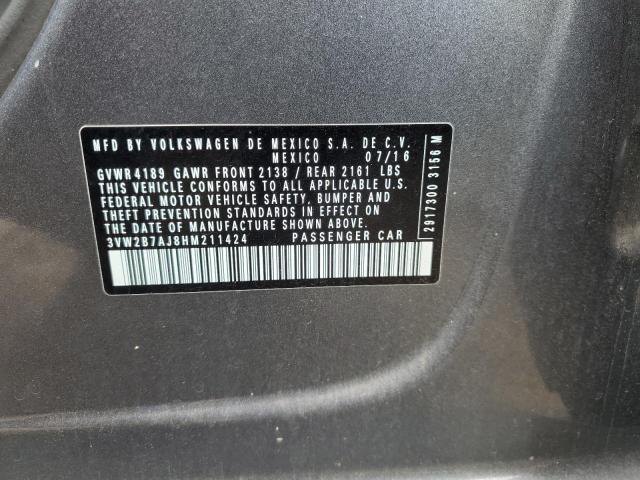 MFD BY VOLKSWAGEN DE MEXICO S.A. DE C.V.
MEXICO 07/16
GVWR 4189 GAWR FRONT 2138 / REAR 2161 LBS
THIS VEHICLE CONFORMS TO ALL APPLICABLE U.S.
FEDERAL MOTOR VEHICLE SAFETY, BUMPER AND
THEFT PREVENTION STANDARDS IN EFFECT ON
THE DATE OF MANUFACTURE SHOWN ABOVE.
3VW2B7AJ8HM211424 PASSENGER CAR
2917300 3156 M